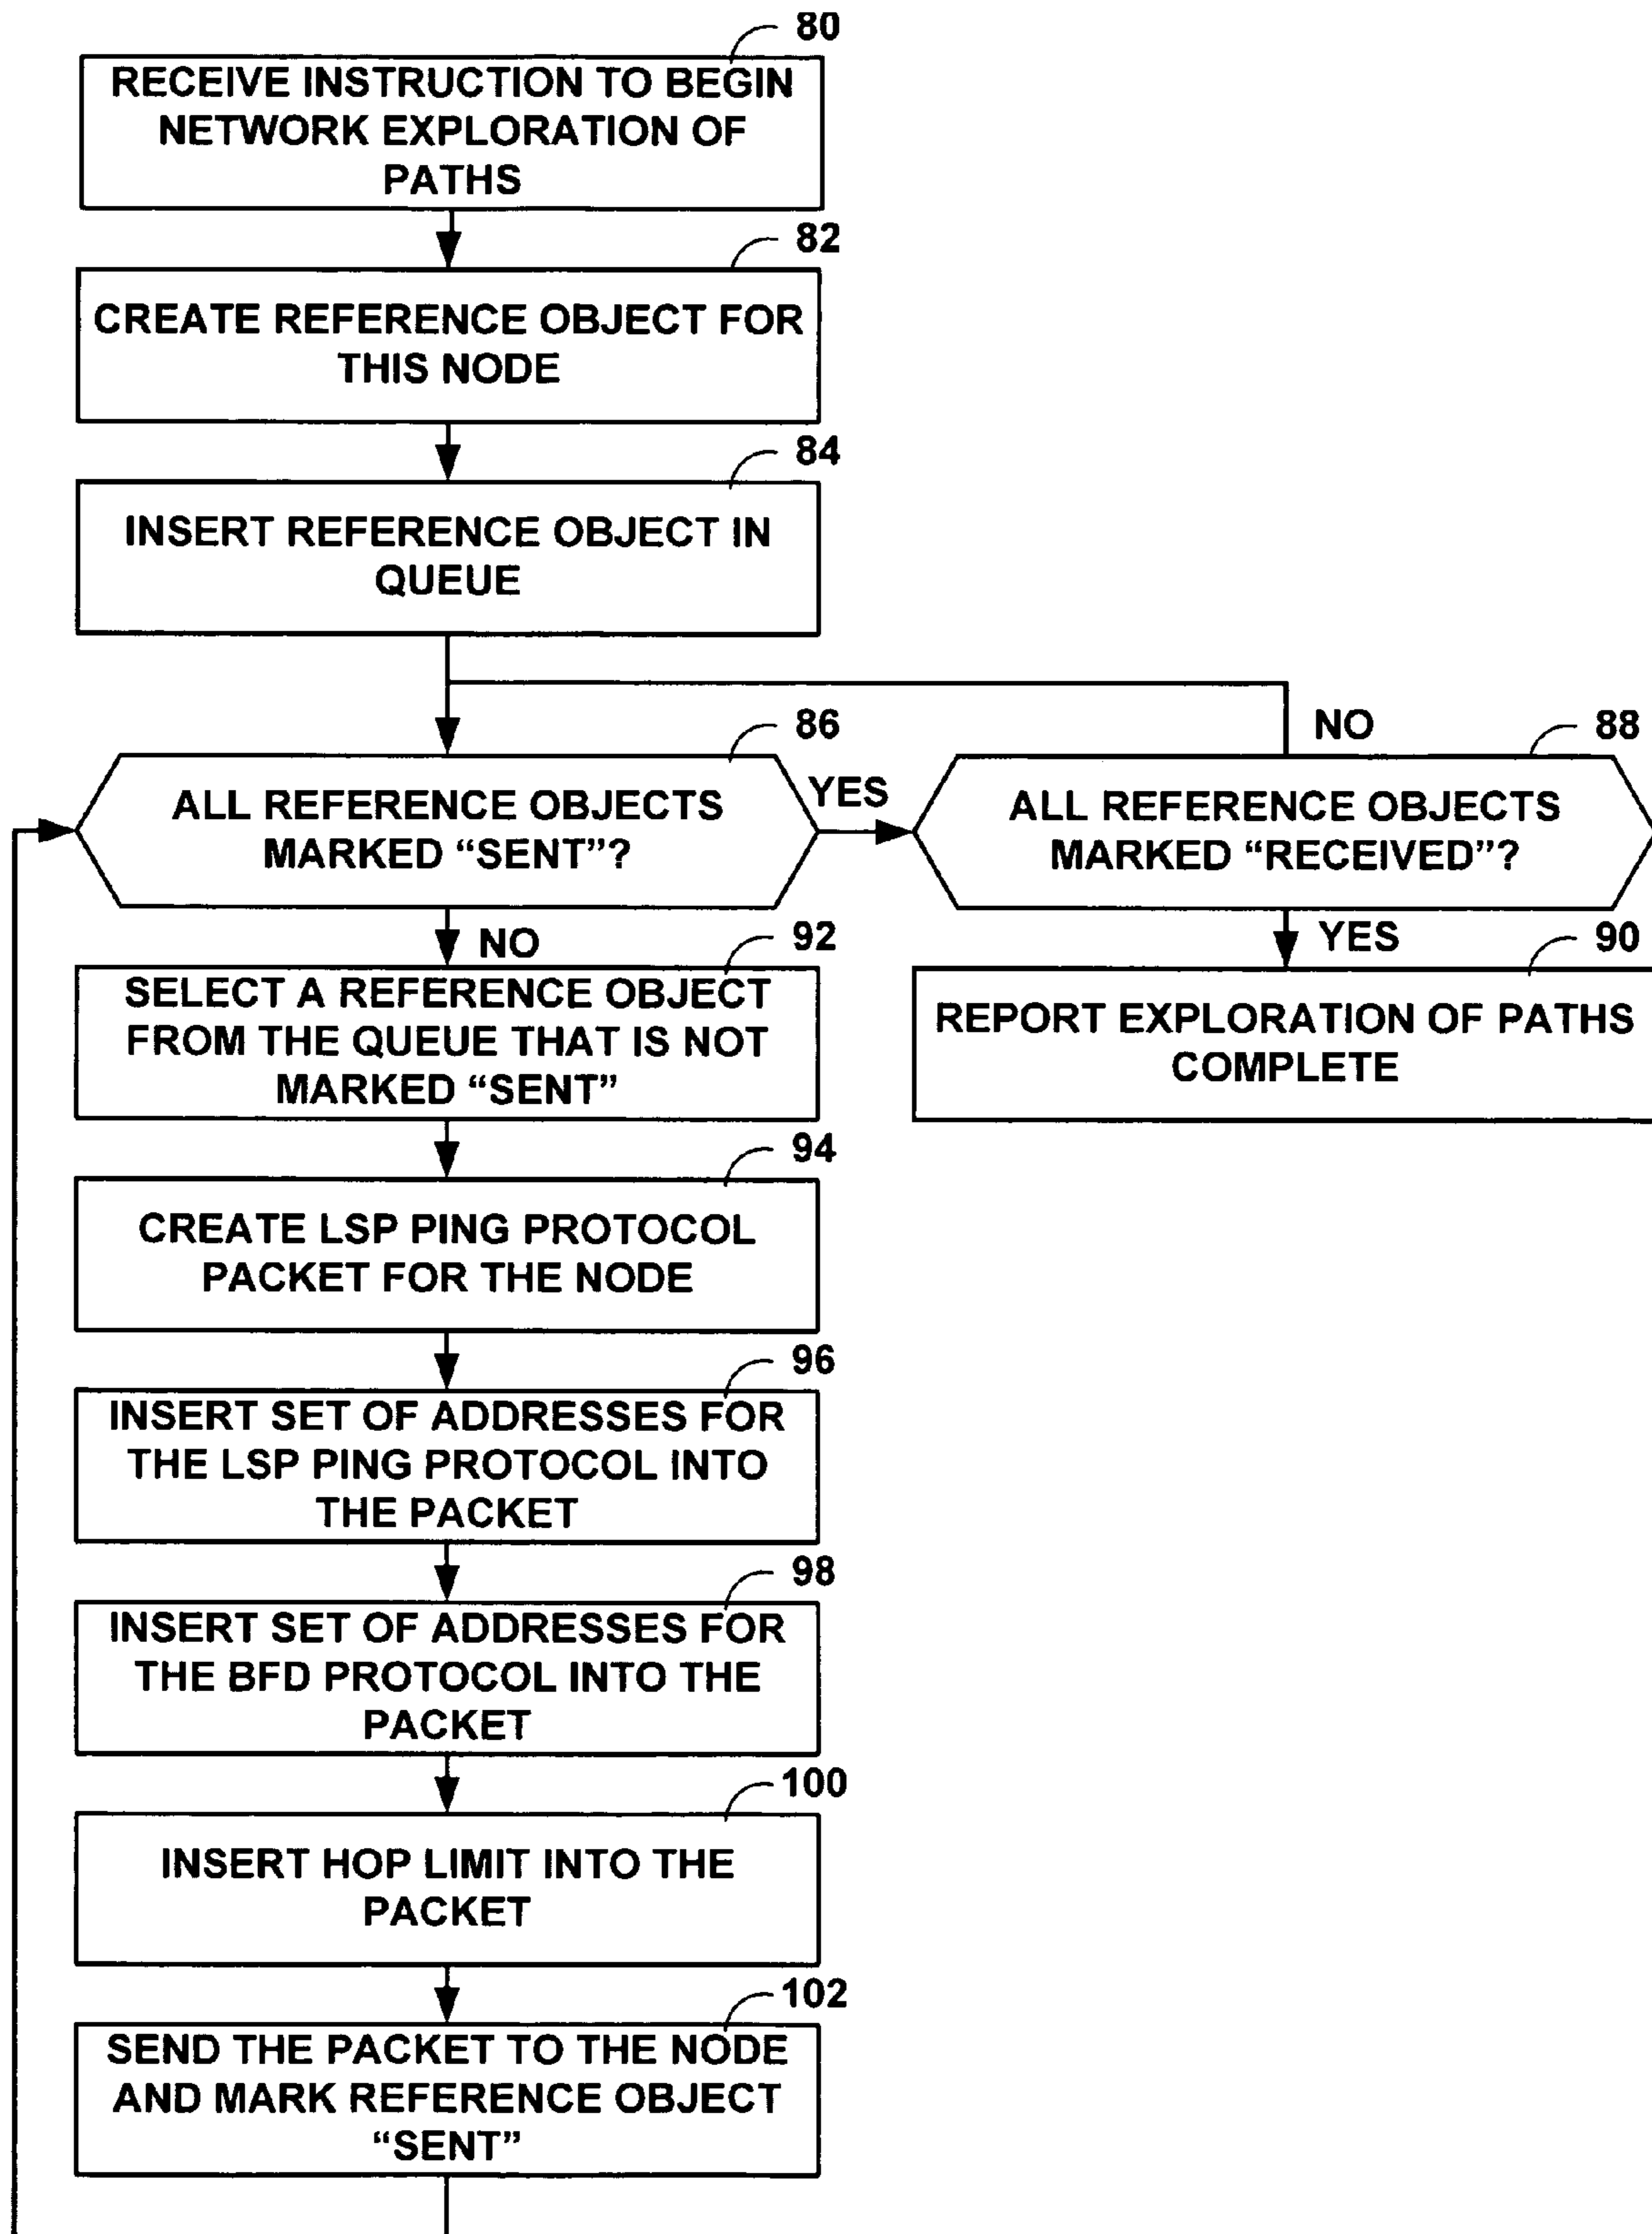 80
RECEIVE INSTRUCTION TO BEGIN
NETWORK EXPLORATION OF
PATHS
82
CREATE REFERENCE OBJECT FOR
THIS NODE
84
INSERT REFERENCE OBJECT IN
QUEUE
86
ALL REFERENCE OBJECTS
MARKED “SENT”?
YES
NO
88
ALL REFERENCE OBJECTS
MARKED “RECEIVED”?
NO
YES
90
REPORT EXPLORATION OF PATHS
COMPLETE
92
SELECT A REFERENCE OBJECT
FROM THE QUEUE THAT IS NOT
MARKED “SENT”
94
CREATE LSP PING PROTOCOL
PACKET FOR THE NODE
96
INSERT SET OF ADDRESSES FOR
THE LSP PING PROTOCOL INTO
THE PACKET
98
INSERT SET OF ADDRESSES FOR
THE BFD PROTOCOL INTO THE
PACKET
100
INSERT HOP LIMIT INTO THE
PACKET
102
SEND THE PACKET TO THE NODE
AND MARK REFERENCE OBJECT
“SENT”